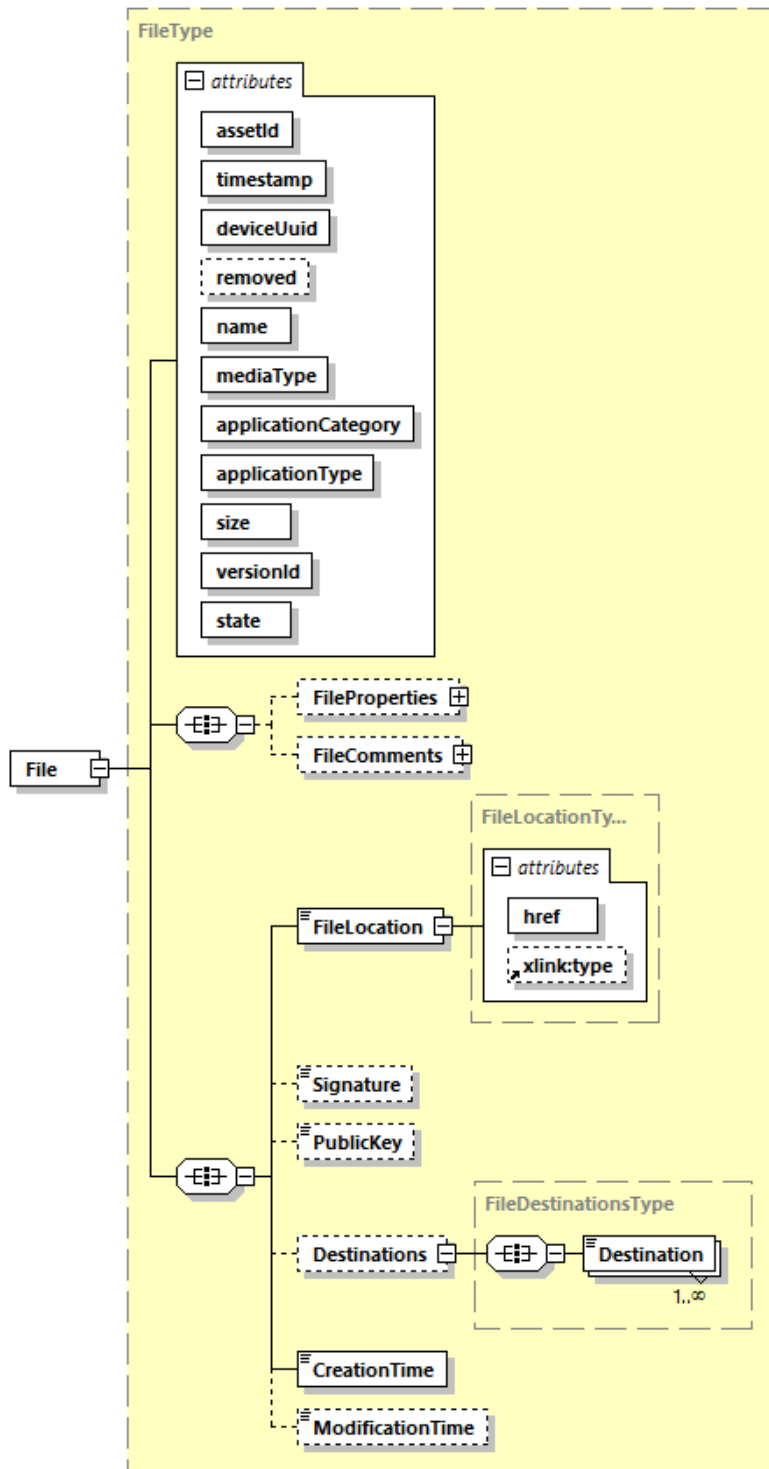 FileType
attributes
assetId
timestamp
deviceUuid
removed
name
mediaType
applicationCategory
applicationType
size
versionId
state
FileProperties
FileComments
File
FileLocationTy...
attributes
FileLocation
href
xlink:type
Signature
PublicKey
FileDestinationsType
Destinations
Destination
1..∞
CreationTime
ModificationTime